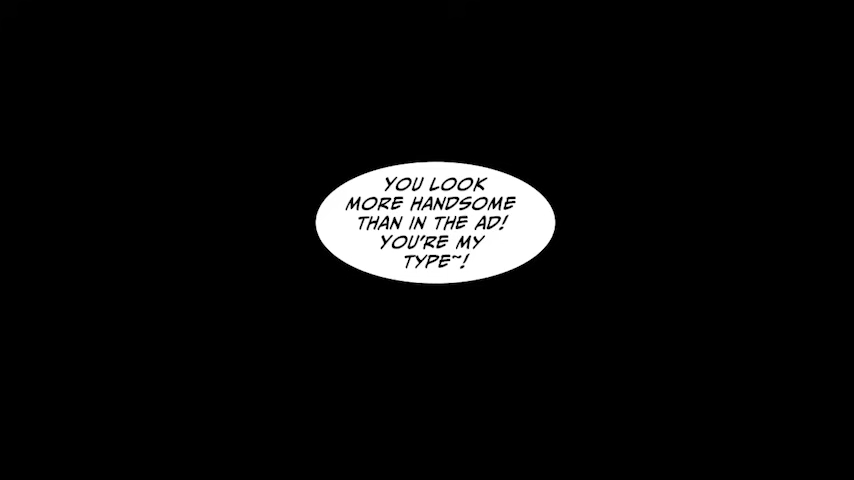 YOU LOOK
MORE HANDSOME
THAN IN THE AD!
YOU'RE MY
TYPE~!